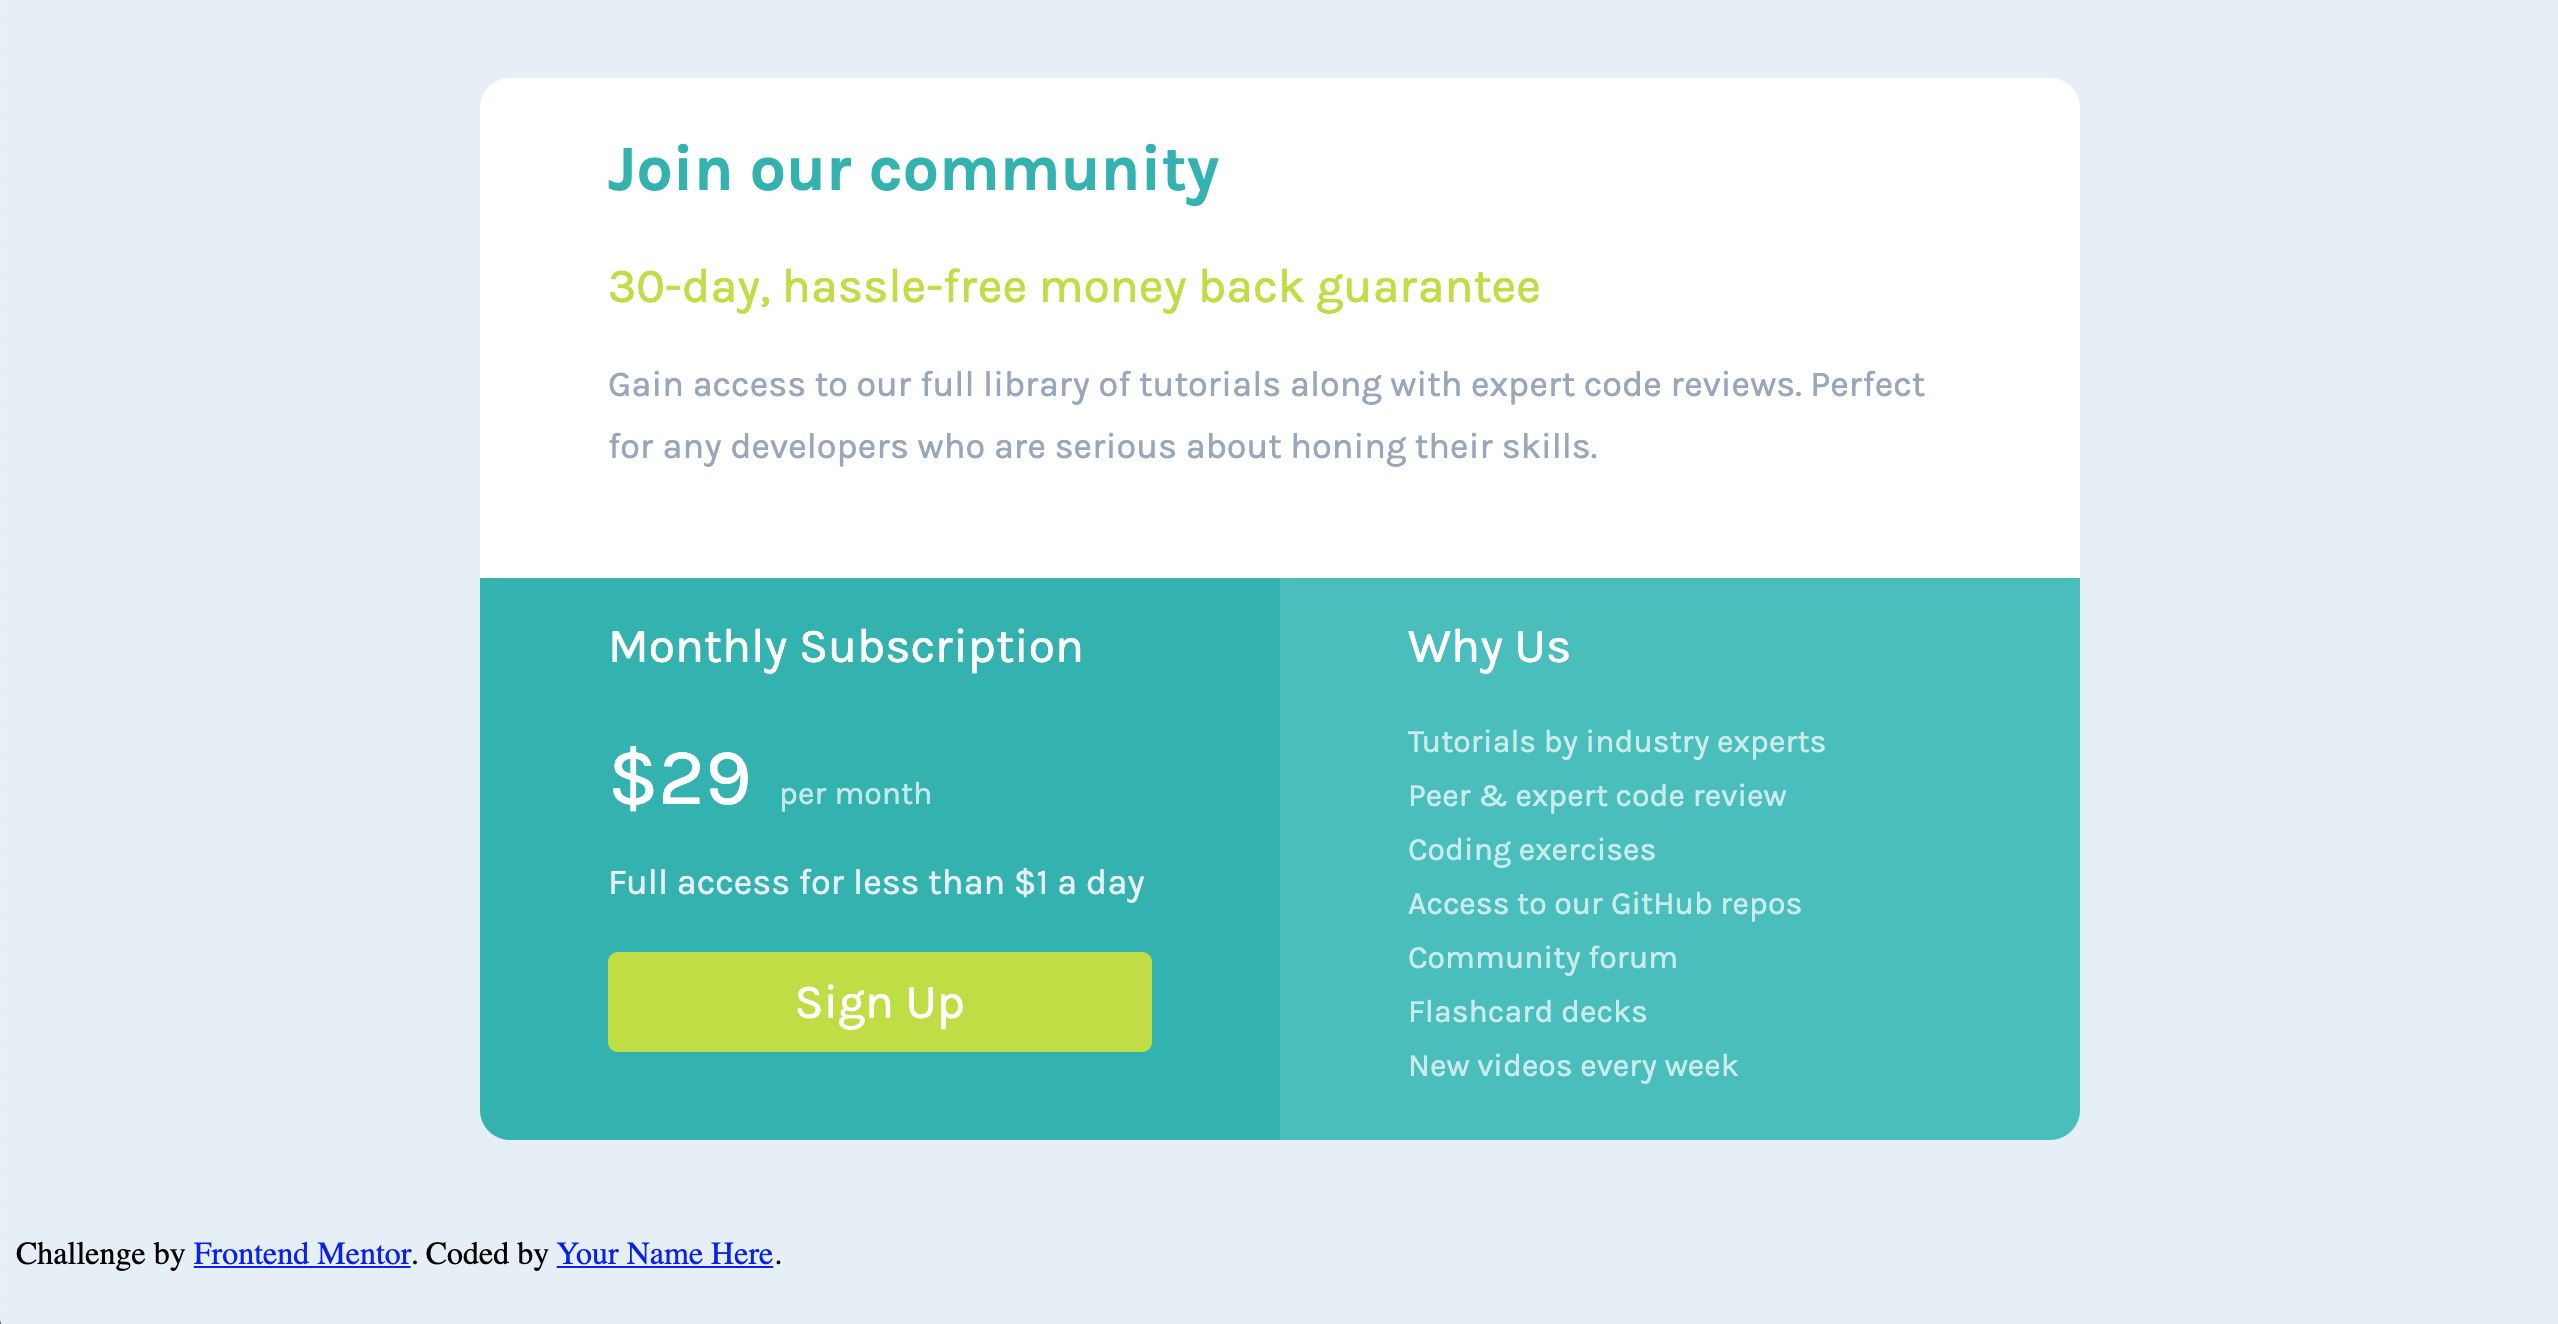 Join our community
30-day, hassle-free money back guarantee
Gain access to our full library of tutorials along with expert code reviews. Perfect
for any developers who are serious about honing their skills.
Monthly Subscription
$29 per month
Full access for less than $1 a day
Sign Up
Why Us
Tutorials by industry experts
Peer & expert code review
Coding exercises
Access to our GitHub repos
Community forum
Flashcard decks
New videos every week
Challenge by Frontend Mentor. Coded by Your Name Here.